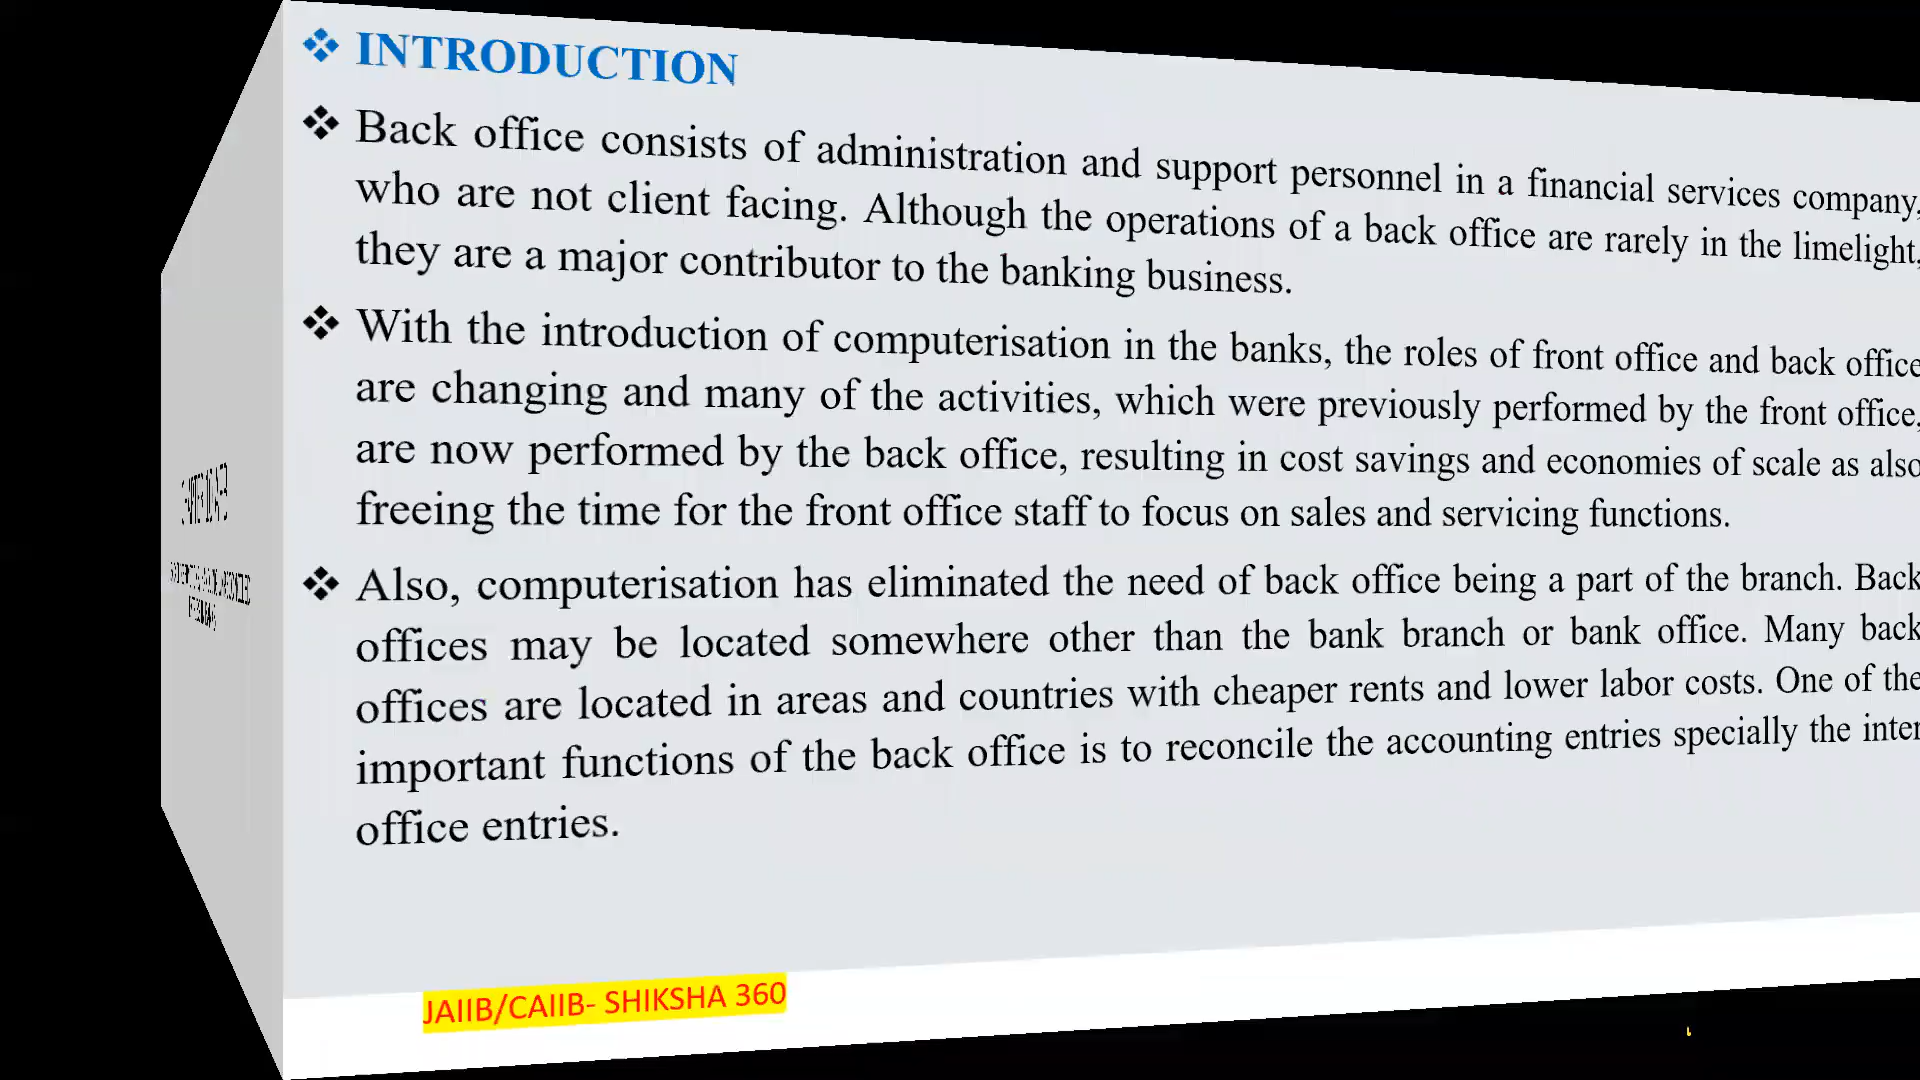 INTRODUCTION
Back office consists of administration and support personnel in a financial services company,
who are not client facing. Although the operations of a back office are rarely in the limelight,
they are a major contributor to the banking business.
With the introduction of computerisation in the banks, the roles of front office and back office
are changing and many of the activities, which were previously performed by the front office,
are now performed by the back office, resulting in cost savings and economies of scale as also
freeing the time for the front office staff to focus on sales and servicing functions.
Also, computerisation has eliminated the need of back office being a part of the branch. Back
offices may be located somewhere other than the bank branch or bank office. Many back
offices are located in areas and countries with cheaper rents and lower labor costs. One of the
important functions of the back office is to reconcile the accounting entries specially the inter
office entries.
JAIIB/CAIIB- SHIKSHA 360